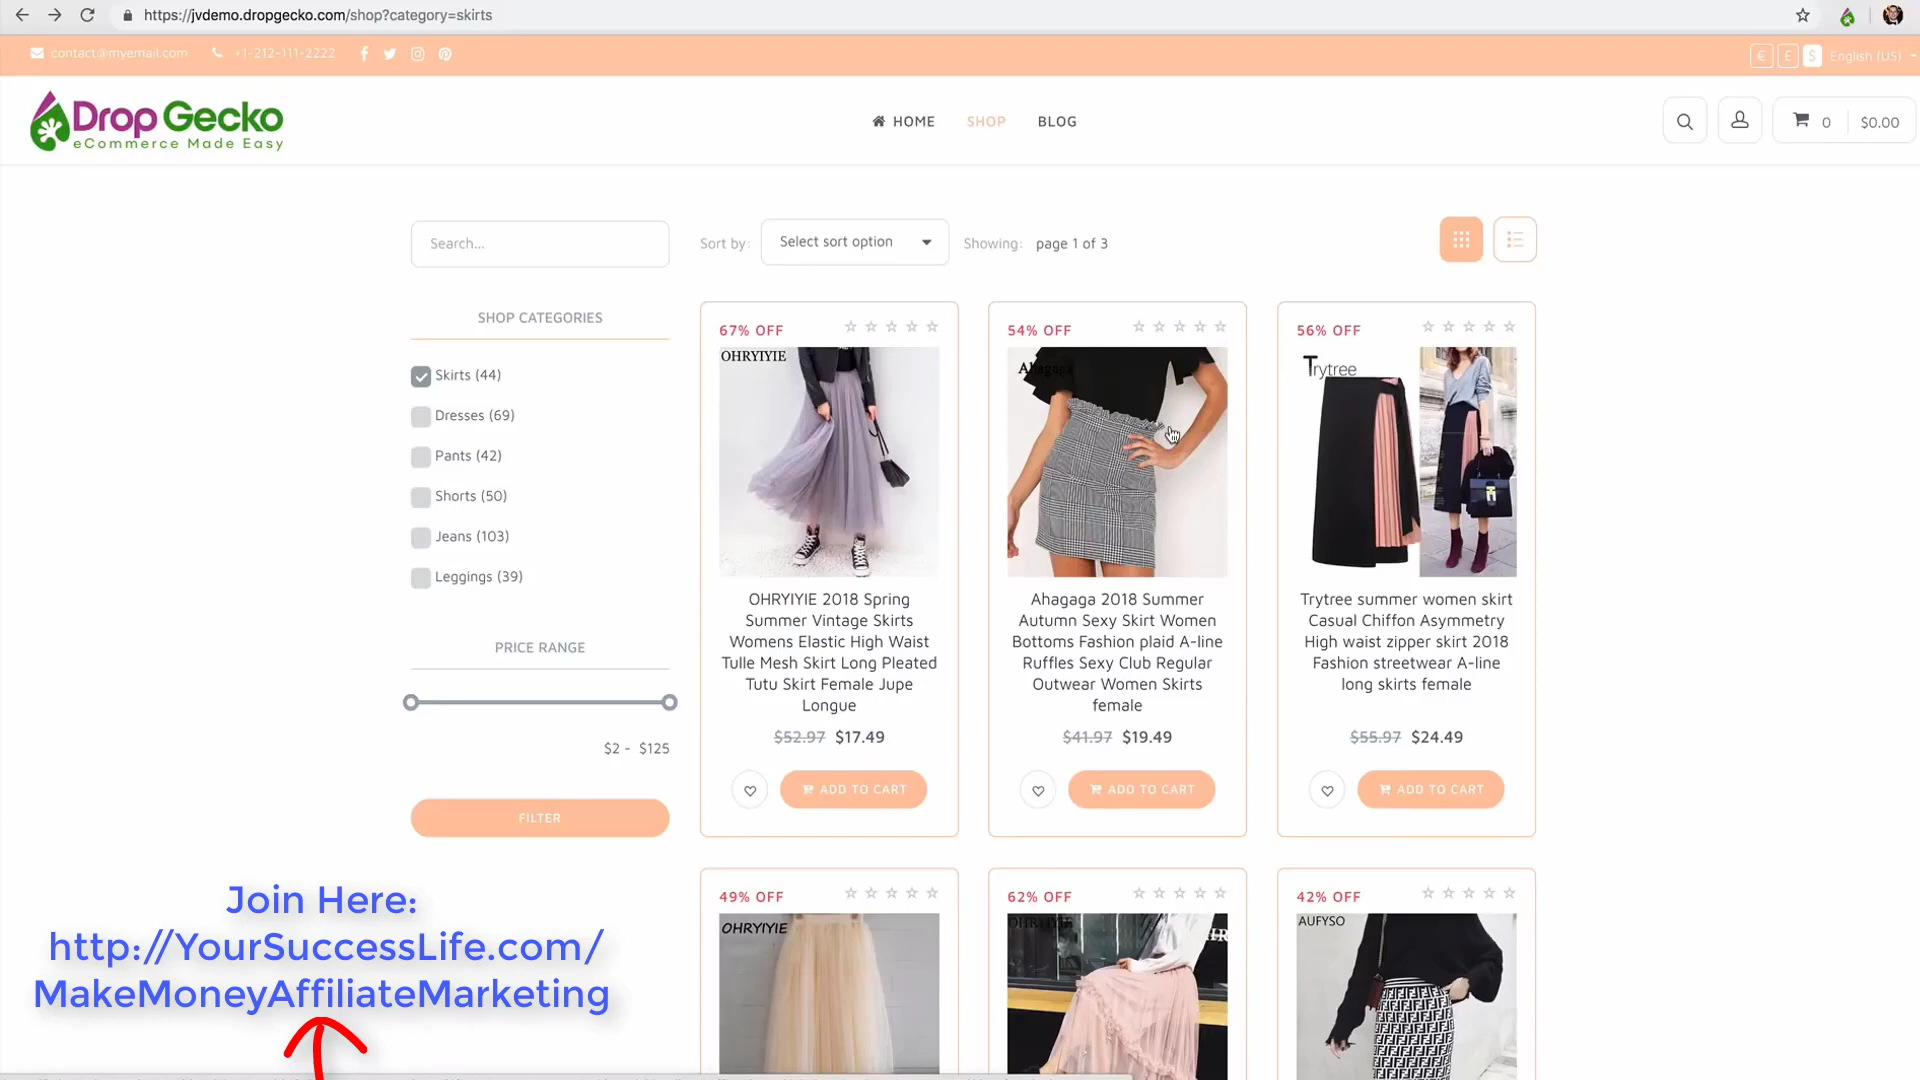 https://jvdemo.dropgecko.com/shop?category=skirts
contact@myemail.com +1-212-111-2222
€ £ $ English (US)
Drop Gecko
eCommerce Made Easy
HOME SHOP BLOG
0 $0.00
Search...
Sort by: Select sort option Showing: page 1 of 3
SHOP CATEGORIES
Skirts (44)
Dresses (69)
Pants (42)
Shorts (50)
Jeans (103)
Leggings (39)
PRICE RANGE
$2 - $125
FILTER
67% OFF
OHRYIYIE
OHRYIYIE 2018 Spring
Summer Vintage Skirts
Womens Elastic High Waist
Tulle Mesh Skirt Long Pleated
Tutu Skirt Female Jupe
Longue
$52.97 $17.49
ADD TO CART
54% OFF
Ahagaga
Ahagaga 2018 Summer
Autumn Sexy Skirt Women
Bottoms Fashion plaid A-line
Ruffles Sexy Club Regular
Outwear Women Skirts
female
$41.97 $19.49
ADD TO CART
56% OFF
Trytree
Trytree summer women skirt
Casual Chiffon Asymmetry
High waist zipper skirt 2018
Fashion streetwear A-line
long skirts female
$55.97 $24.49
ADD TO CART
49% OFF
OHRYIYIE
62% OFF
OHRYIYIE
42% OFF
AUFYSO
Join Here:
http://YourSuccessLife.com/
MakeMoneyAffiliateMarketing